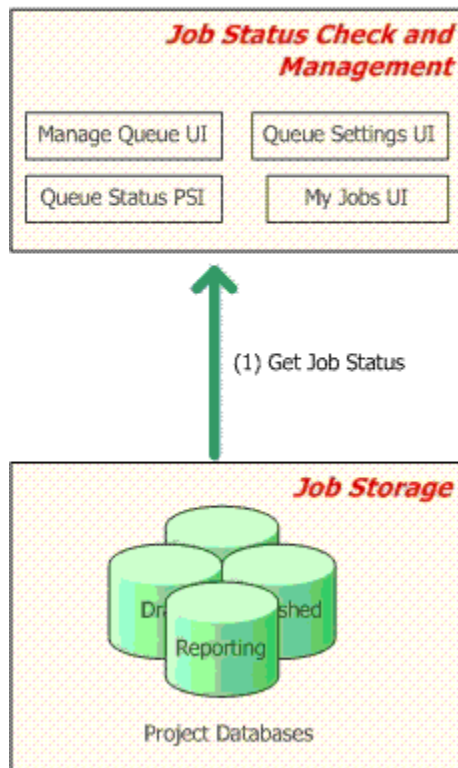 Job Status Check and
Management
Manage Queue UI
Queue Settings UI
Queue Status PSI
My Jobs UI
(1) Get Job Status
Job Storage
Reporting
Project Databases